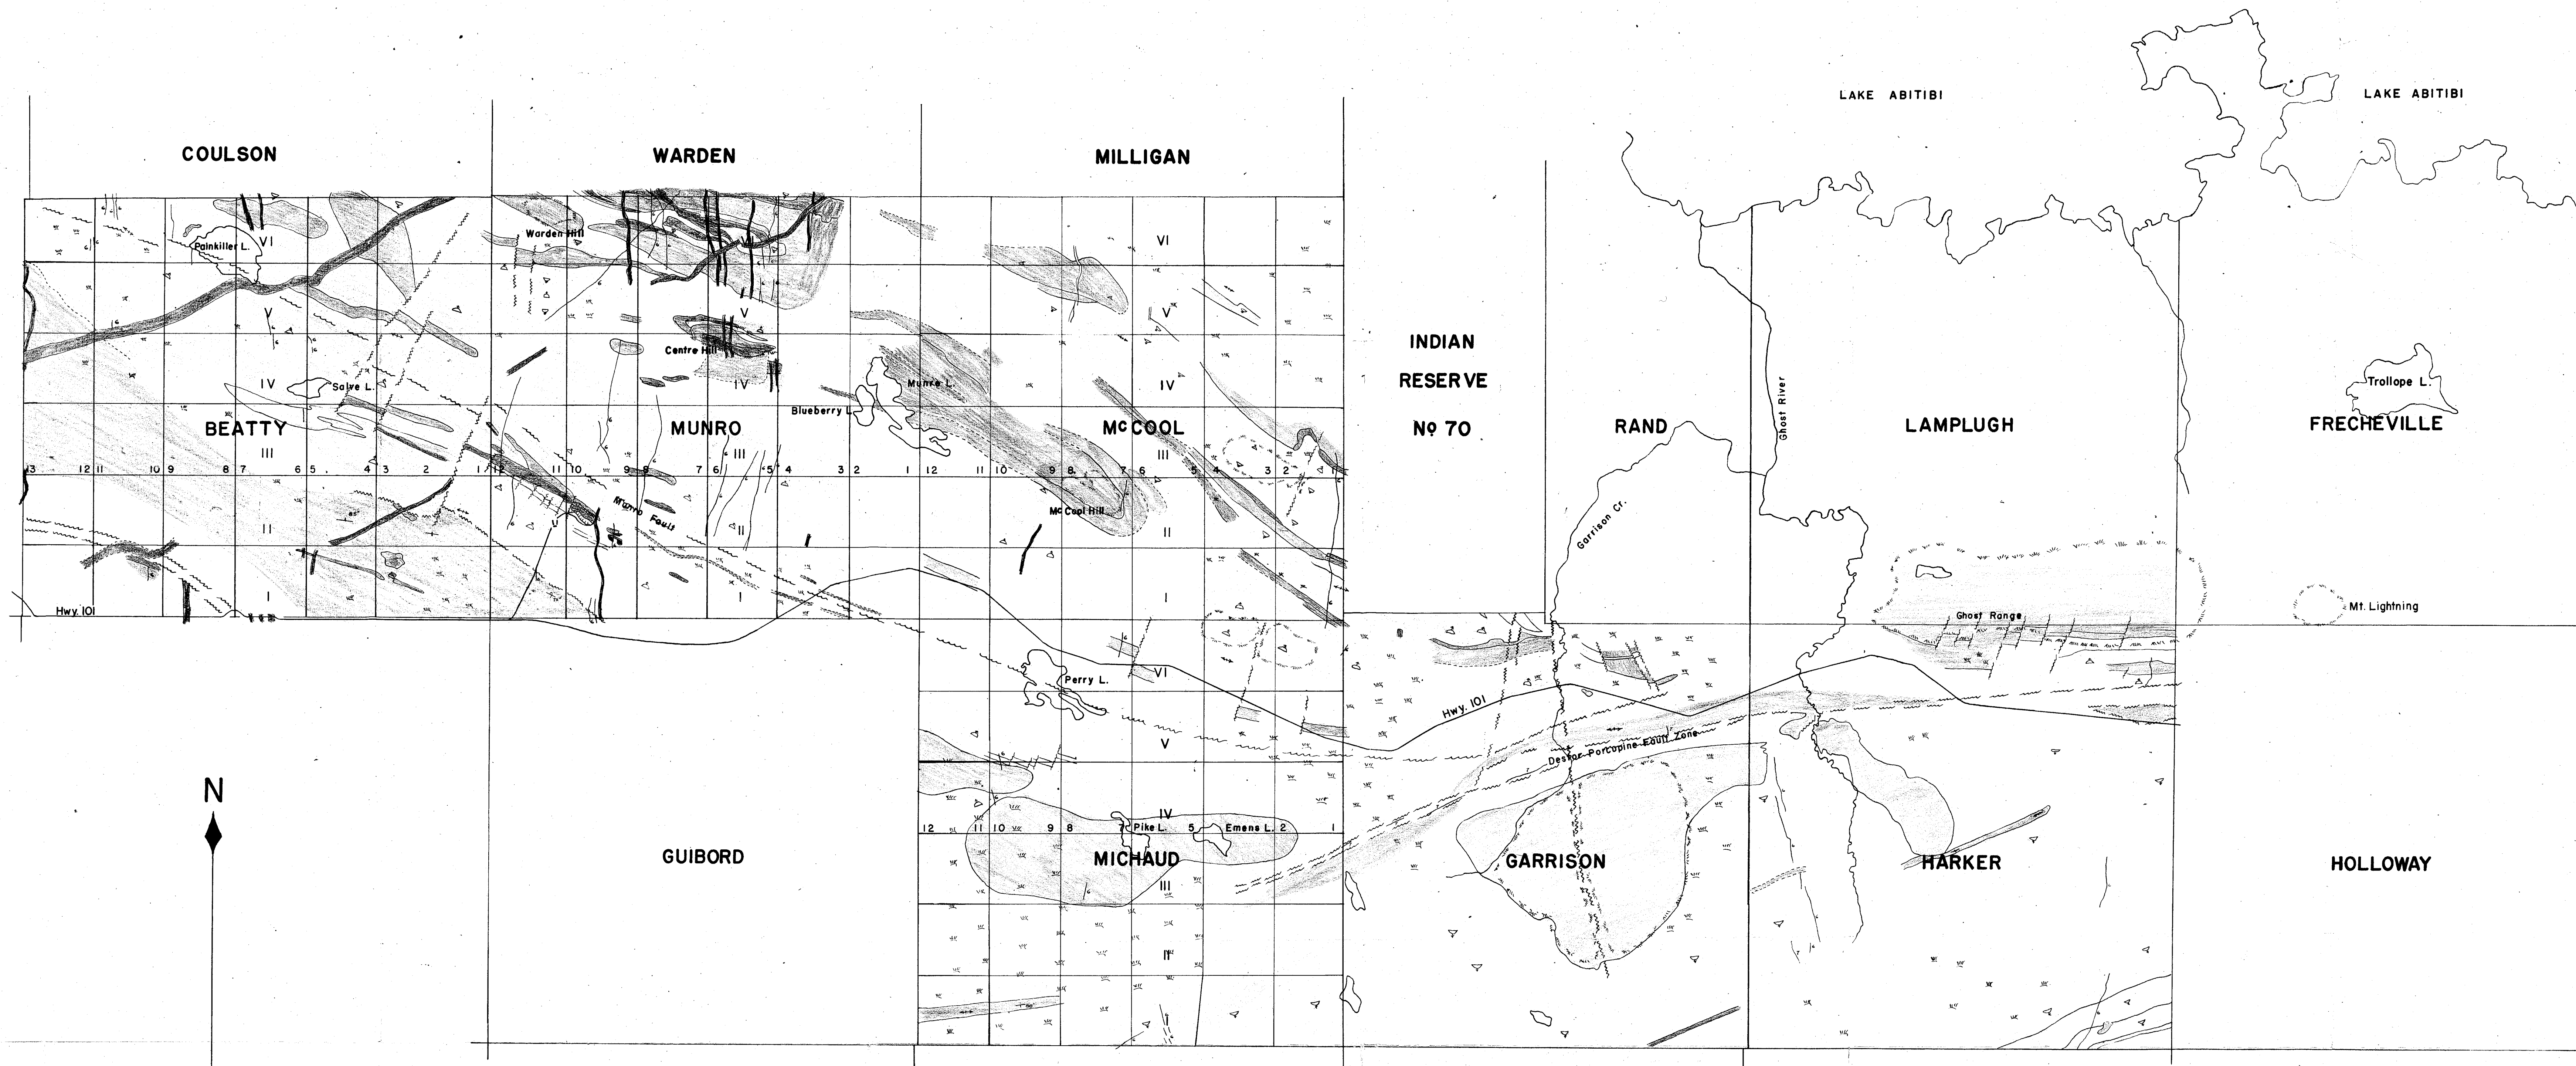 LAKE ABITIBI
LAKE ABITIBI
COULSON
WARDEN
MILLIGAN
Painkiller L.
VI
Warden Hill
VI
VI
V
V
V
INDIAN
RESERVE
Nº 70
Centre Hill
IV
Salve L.
IV
Munro L.
IV
Blueberry L.
Ghost River
Trollope L.
BEATTY
MUNRO
McCOOL
RAND
LAMPLUGH
FRECHEVILLE
III
III
III
13 12 11 10 9 8 7 6 5 4 3 2 1 12 11 10 9 8 7 6 5 4 3 2 1 12 11 10 9 8 7 6 5 4 3 2 1
Munro Fault
McCool Hill
Garrison Cr.
II
II
II
I
I
I
Hwy. 101
Ghost Range
Mt. Lightning
Perry L.
VI
Hwy. 101
V
Destor Porcupine Fault Zone
N
IV
12 11 10 9 8 7 Pike L. 5 Emens L. 2 1
GUIBORD
MICHAUD
GARRISON
HARKER
HOLLOWAY
III
II